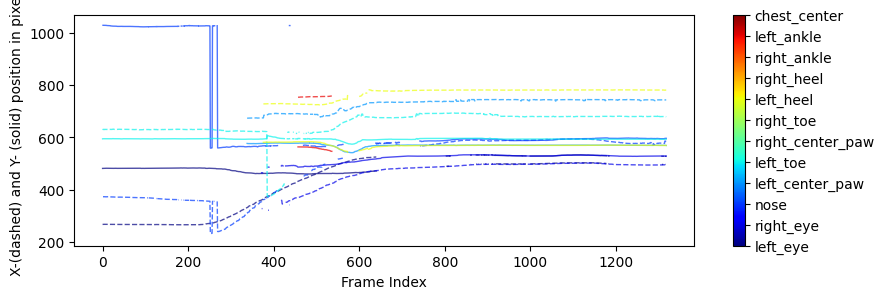 X-(dashed) and Y- (solid) position in pixe
1000
800
600
400
200
0
200
400
600
800
1000
1200
Frame Index
chest_center
left_ankle
right_ankle
right_heel
left_heel
right_toe
right_center_paw
left_toe
left_center_paw
nose
right_eye
left_eye